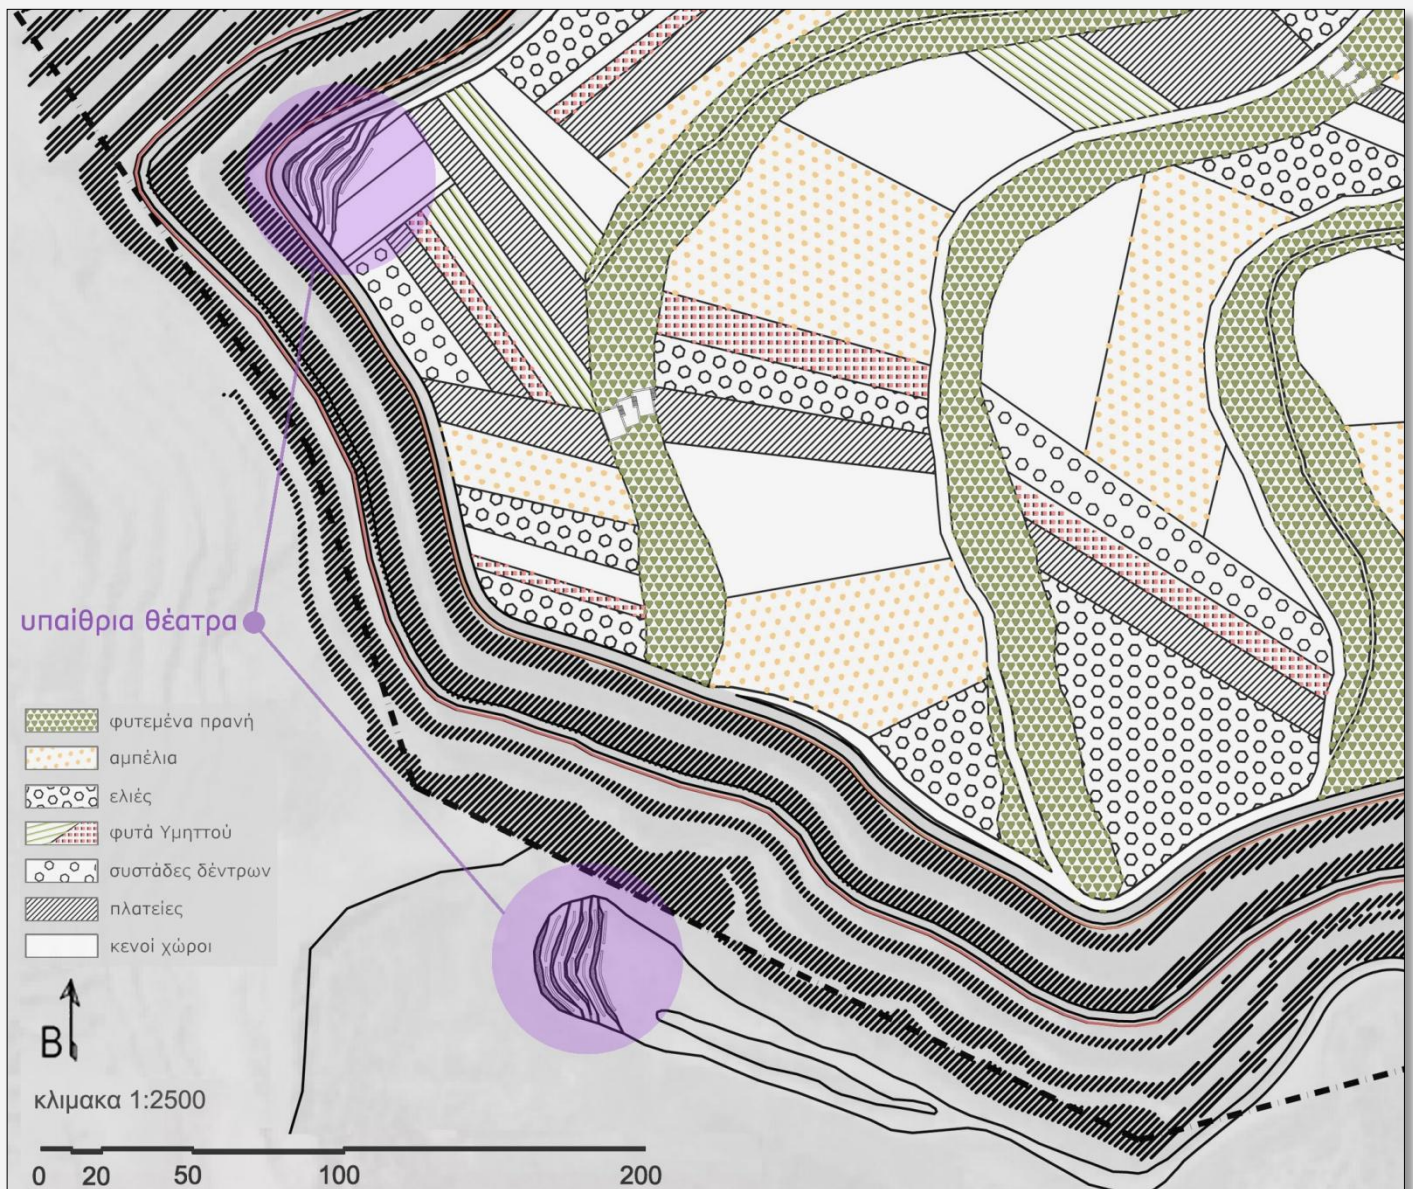 υπαίθρια θέατρα
φυτεμένα πρανή
αμπέλια
ελιές
φυτά Υμηττού
συστάδες δέντρων
πλατείες
κενοί χώροι
Β
κλιμακα 1:2500
0 20 50 100 200